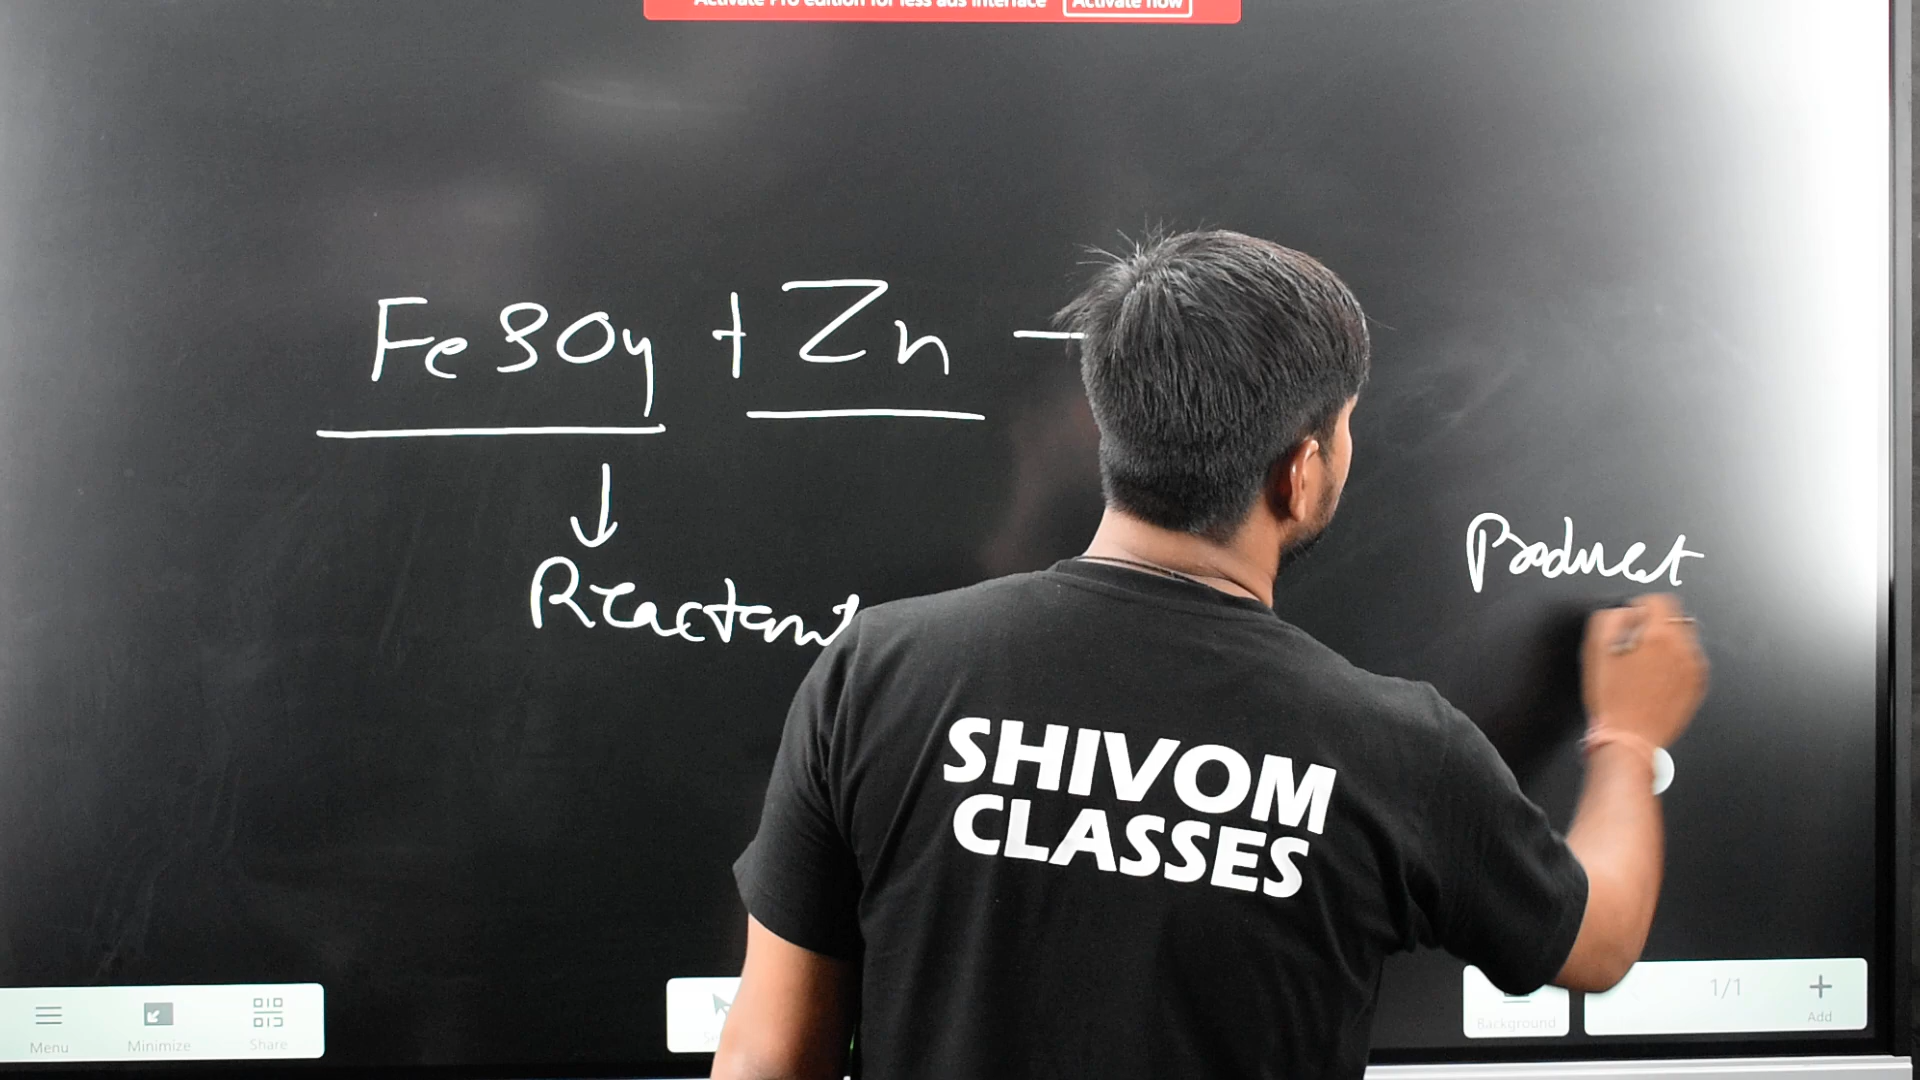 Activate Pro edition for less ads interface Activate now
FeSO4 + Zn -
Reactant
Product
SHIVOM
CLASSES
Menu Minimize Share
Background 1/1 Add